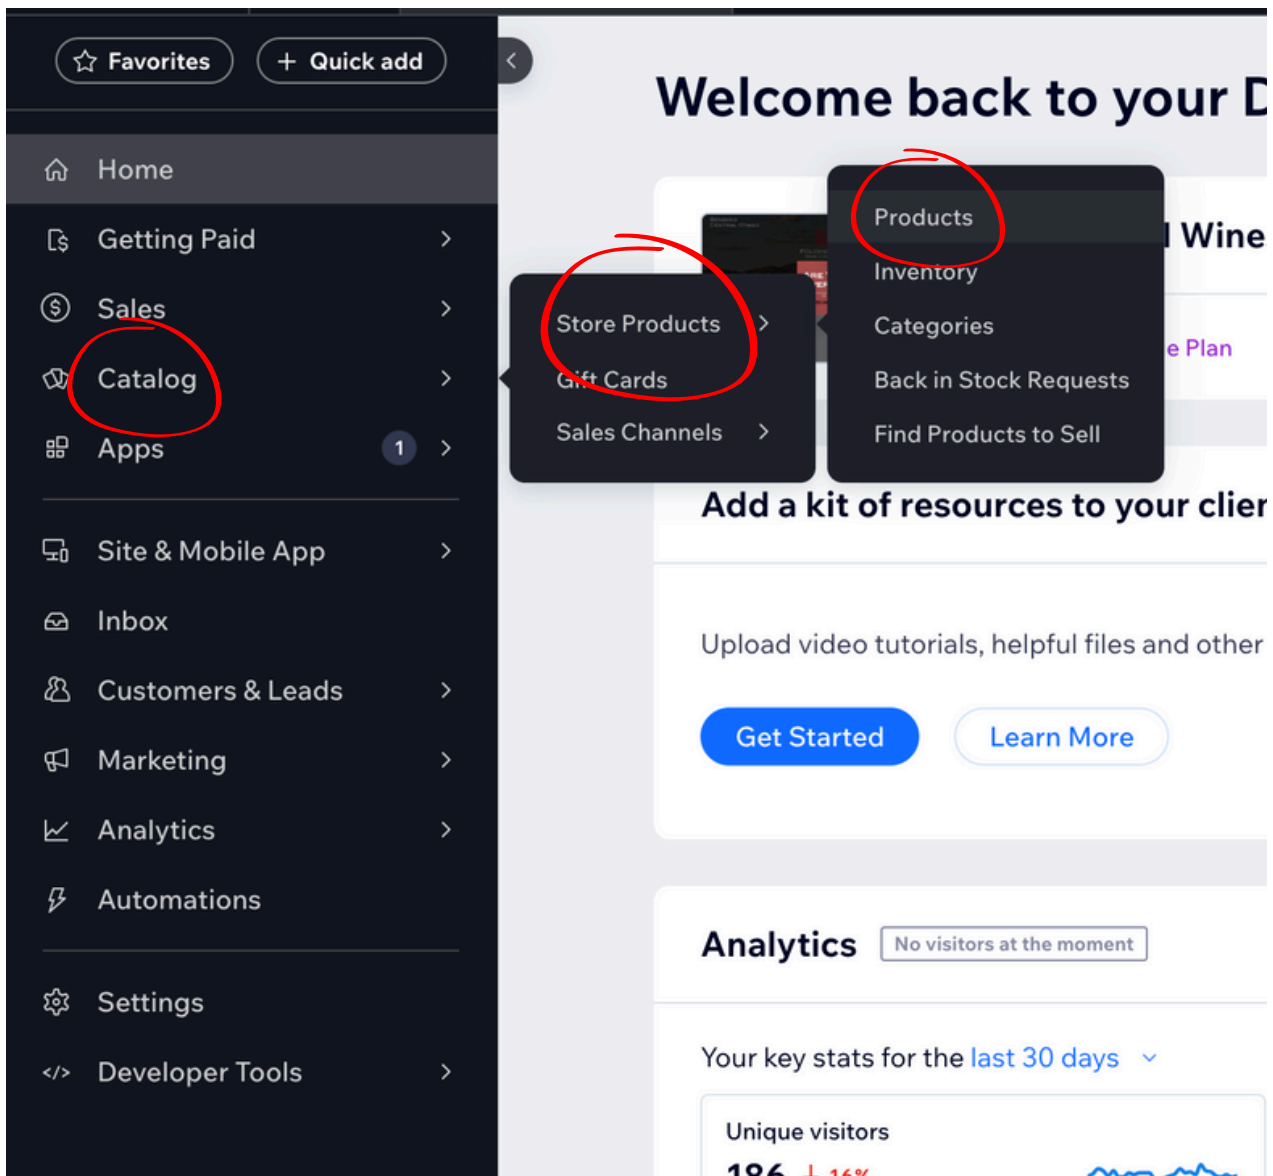 Favorites
+ Quick add
Home
Getting Paid
Sales
Catalog
Apps 1
Site & Mobile App
Inbox
Customers & Leads
Marketing
Analytics
Automations
Settings
Developer Tools
Store Products
Gift Cards
Sales Channels
Products
Inventory
Categories
Back in Stock Requests
Find Products to Sell
Welcome back to your D
Wine
e Plan
Add a kit of resources to your clien
Upload video tutorials, helpful files and other
Get Started
Learn More
Analytics
No visitors at the moment
Your key stats for the last 30 days
Unique visitors
186 ↓ 16%